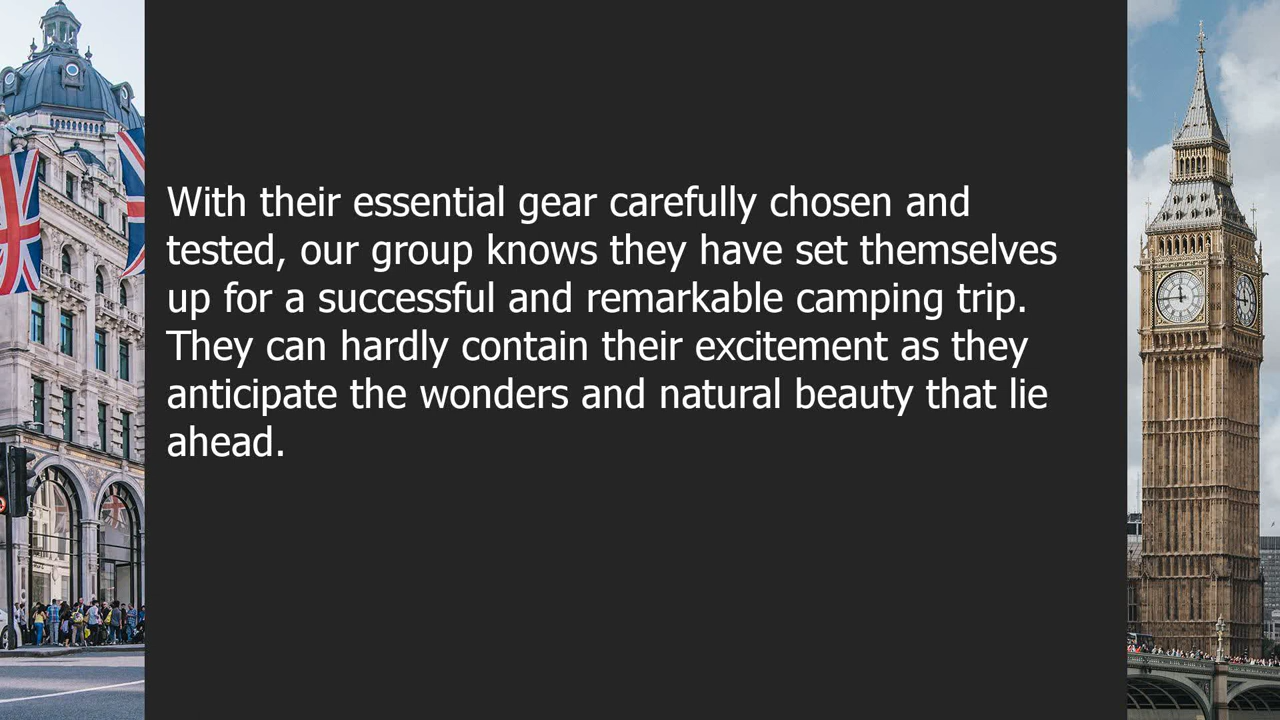 With their essential gear carefully chosen and
tested, our group knows they have set themselves
up for a successful and remarkable camping trip.
They can hardly contain their excitement as they
anticipate the wonders and natural beauty that lie
ahead.